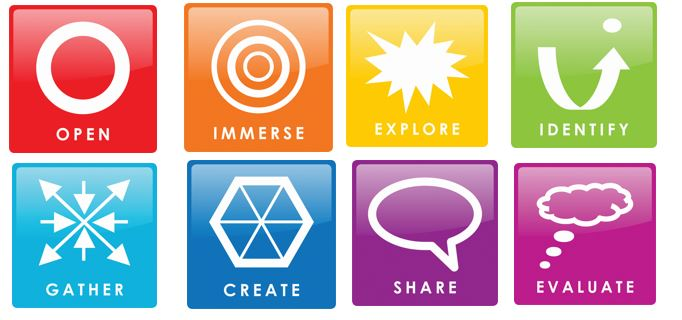 OPEN
IMMERSE
EXPLORE
IDENTIFY
GATHER
CREATE
SHARE
EVALUATE